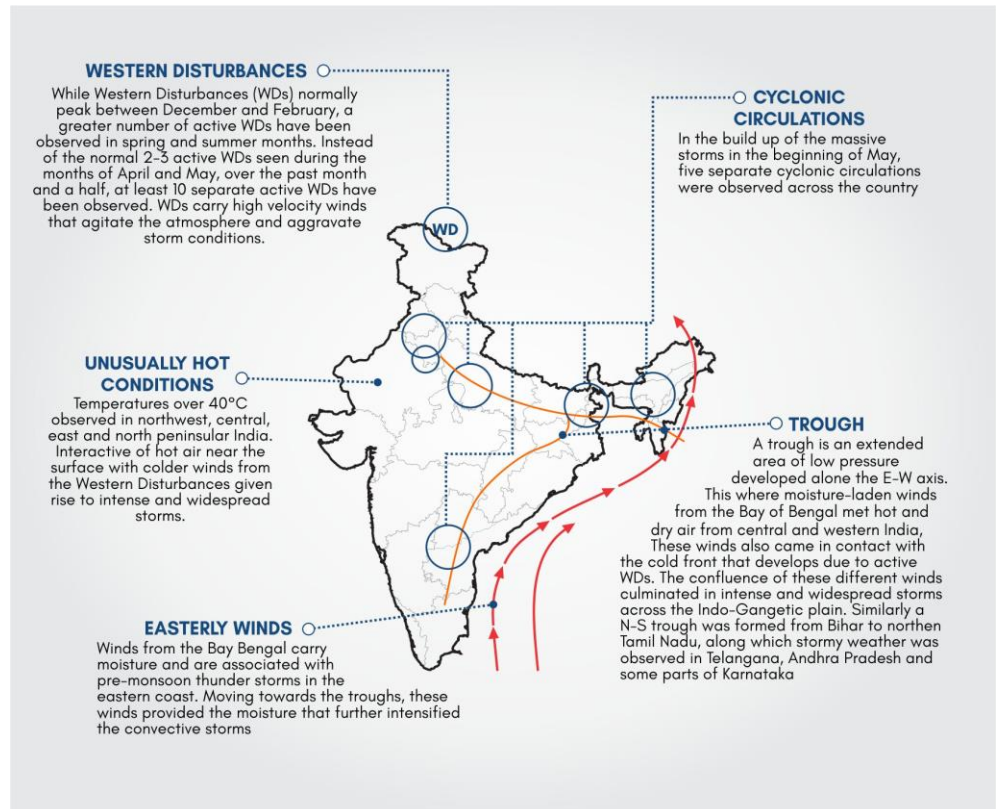 WESTERN DISTURBANCES
While Western Disturbances (WDs) normally
peak between December and February, a
greater number of active WDs have been
observed in spring and summer months. Instead
of the normal 2-3 active WDs seen during the
months of April and May, over the past month
and a half, at least 10 separate active WDs have
been observed. WDs carry high velocity winds
that agitate the atmosphere and aggravate
storm conditions.
CYCLONIC
CIRCULATIONS
In the build up of the massive
storms in the beginning of May,
five separate cyclonic circulations
were observed across the country
WD
UNUSUALLY HOT
CONDITIONS
Temperatures over 40°C
observed in northwest, central,
east and north peninsular India.
Interactive of hot air near the
surface with colder winds from
the Western Disturbances given
rise to intense and widespread
storms.
TROUGH
A trough is an extended
area of low pressure
developed alone the E-W axis.
This where moisture-laden winds
from the Bay of Bengal met hot and
dry air from central and western India,
These winds also came in contact with
the cold front that develops due to active
WDs. The confluence of these different winds
culminated in intense and widespread storms
across the Indo-Gangetic plain. Similarly a
N-S trough was formed from Bihar to northen
Tamil Nadu, along which stormy weather was
observed in Telangana, Andhra Pradesh and
some parts of Karnataka
EASTERLY WINDS
Winds from the Bay Bengal carry
moisture and are associated with
pre-monsoon thunder storms in the
eastern coast. Moving towards the troughs, these
winds provided the moisture that further intensified
the convective storms